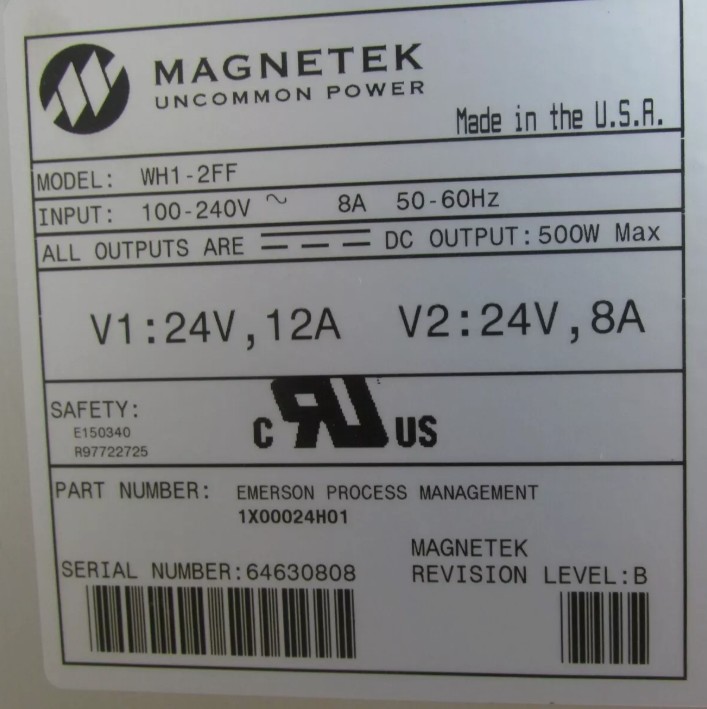 MAGNETEK
UNCOMMON POWER
Made in the U.S.A.
MODEL: WH1-2FF
INPUT: 100-240V ~ 8A 50-60Hz
ALL OUTPUTS ARE ⎓ DC OUTPUT: 500W Max
V1:24V,12A V2:24V,8A
SAFETY:
E150340
R97722725
C RU US
PART NUMBER: EMERSON PROCESS MANAGEMENT
1X00024H01
MAGNETEK
SERIAL NUMBER:64630808 REVISION LEVEL:B